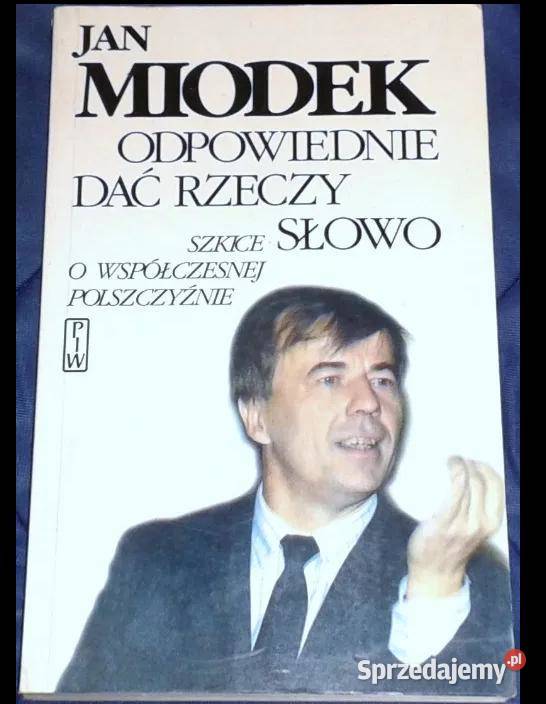 JAN
MIODEK
ODPOWIEDNIE
DAĆ RZECZY
SŁOWO
SZKICE
O WSPÓŁCZESNEJ
POLSZCZYŹNIE
PIW
Sprzedajemy.pl